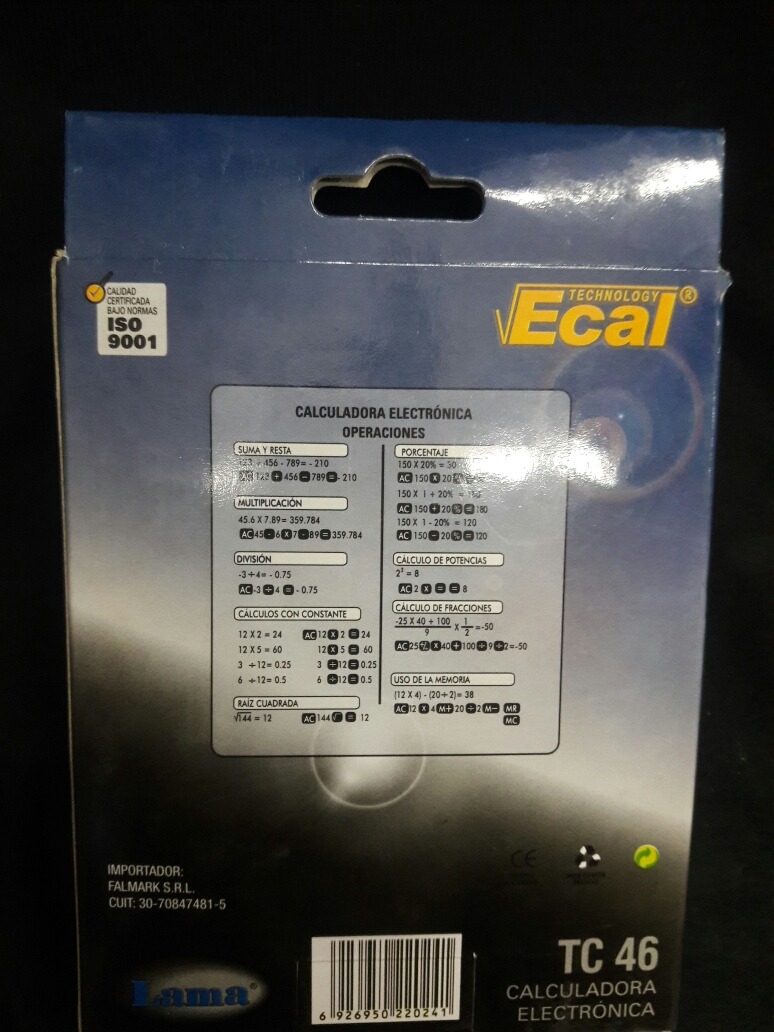 CALIDAD
CERTIFICADA
BAJO NORMAS
ISO
9001
TECHNOLOGY
√Ecal®
CALCULADORA ELECTRÓNICA
OPERACIONES
SUMA Y RESTA
123 + 456 - 789= - 210
AC 123 + 456 - 789 = - 210
MULTIPLICACIÓN
45.6 X 7.89= 359.784
AC 45 • 6 X 7 • 89 = 359.784
DIVISIÓN
-3 ÷4= - 0.75
AC -3 ÷ 4 = - 0.75
CÁLCULOS CON CONSTANTE
12 X 2 = 24 AC 12 X 2 = 24
12 X 5 = 60 12 X 5 = 60
3 ÷12= 0.25 3 ÷ 12 = 0.25
6 ÷12= 0.5 6 ÷ 12 = 0.5
RAÍZ CUADRADA
√144 = 12 AC 144 √ = 12
PORCENTAJE
150 X 20% = 30
AC 150 X 20 %
150 X 1 + 20% =
AC 150 + 20 % = 180
150 X 1 - 20% = 120
AC 150 - 20 % = 120
CÁLCULO DE POTENCIAS
2³ = 8
AC 2 X = = 8
CÁLCULO DE FRACCIONES
-25 X 40 + 100 / 9 X 1 / 2 =-50
AC 25 +/- X 40 + 100 ÷ 9 ÷ 2=-50
USO DE LA MEMORIA
(12 X 4) - (20÷2)= 38
AC 12 X 4 M+ 20 ÷ 2 M- MR
MC
IMPORTADOR:
FALMARK S.R.L.
CUIT: 30-70847481-5
CE
Lama®
6 926950 220241
TC 46
CALCULADORA
ELECTRÓNICA